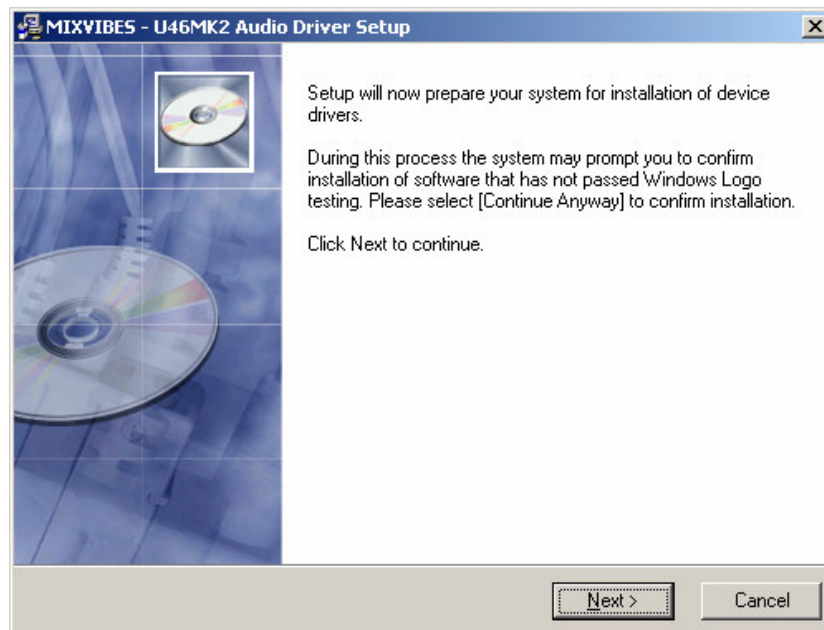 MIXVIBES - U46MK2 Audio Driver Setup
Setup will now prepare your system for installation of device
drivers.
During this process the system may prompt you to confirm
installation of software that has not passed Windows Logo
testing. Please select [Continue Anyway] to confirm installation.
Click Next to continue.
Next >
Cancel